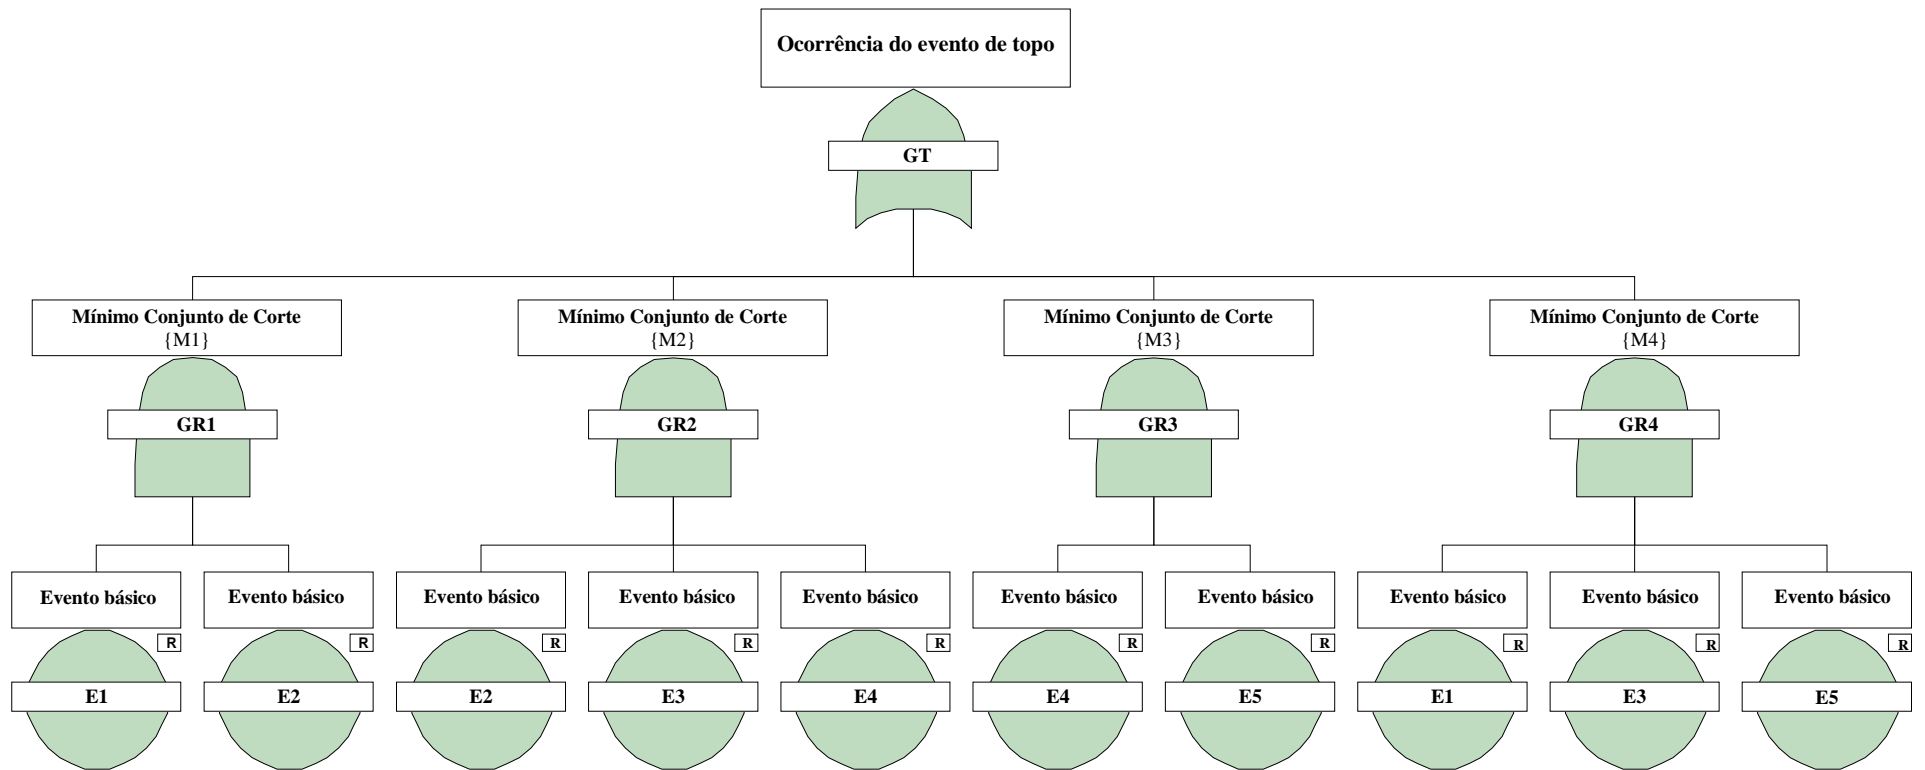 Ocorrência do evento de topo
GT
Mínimo Conjunto de Corte
{M1}
Mínimo Conjunto de Corte
{M2}
Mínimo Conjunto de Corte
{M3}
Mínimo Conjunto de Corte
{M4}
GR1
GR2
GR3
GR4
Evento básico
Evento básico
Evento básico
Evento básico
Evento básico
Evento básico
Evento básico
Evento básico
Evento básico
Evento básico
R
R
R
R
R
R
R
R
R
R
E1
E2
E2
E3
E4
E4
E5
E1
E3
E5